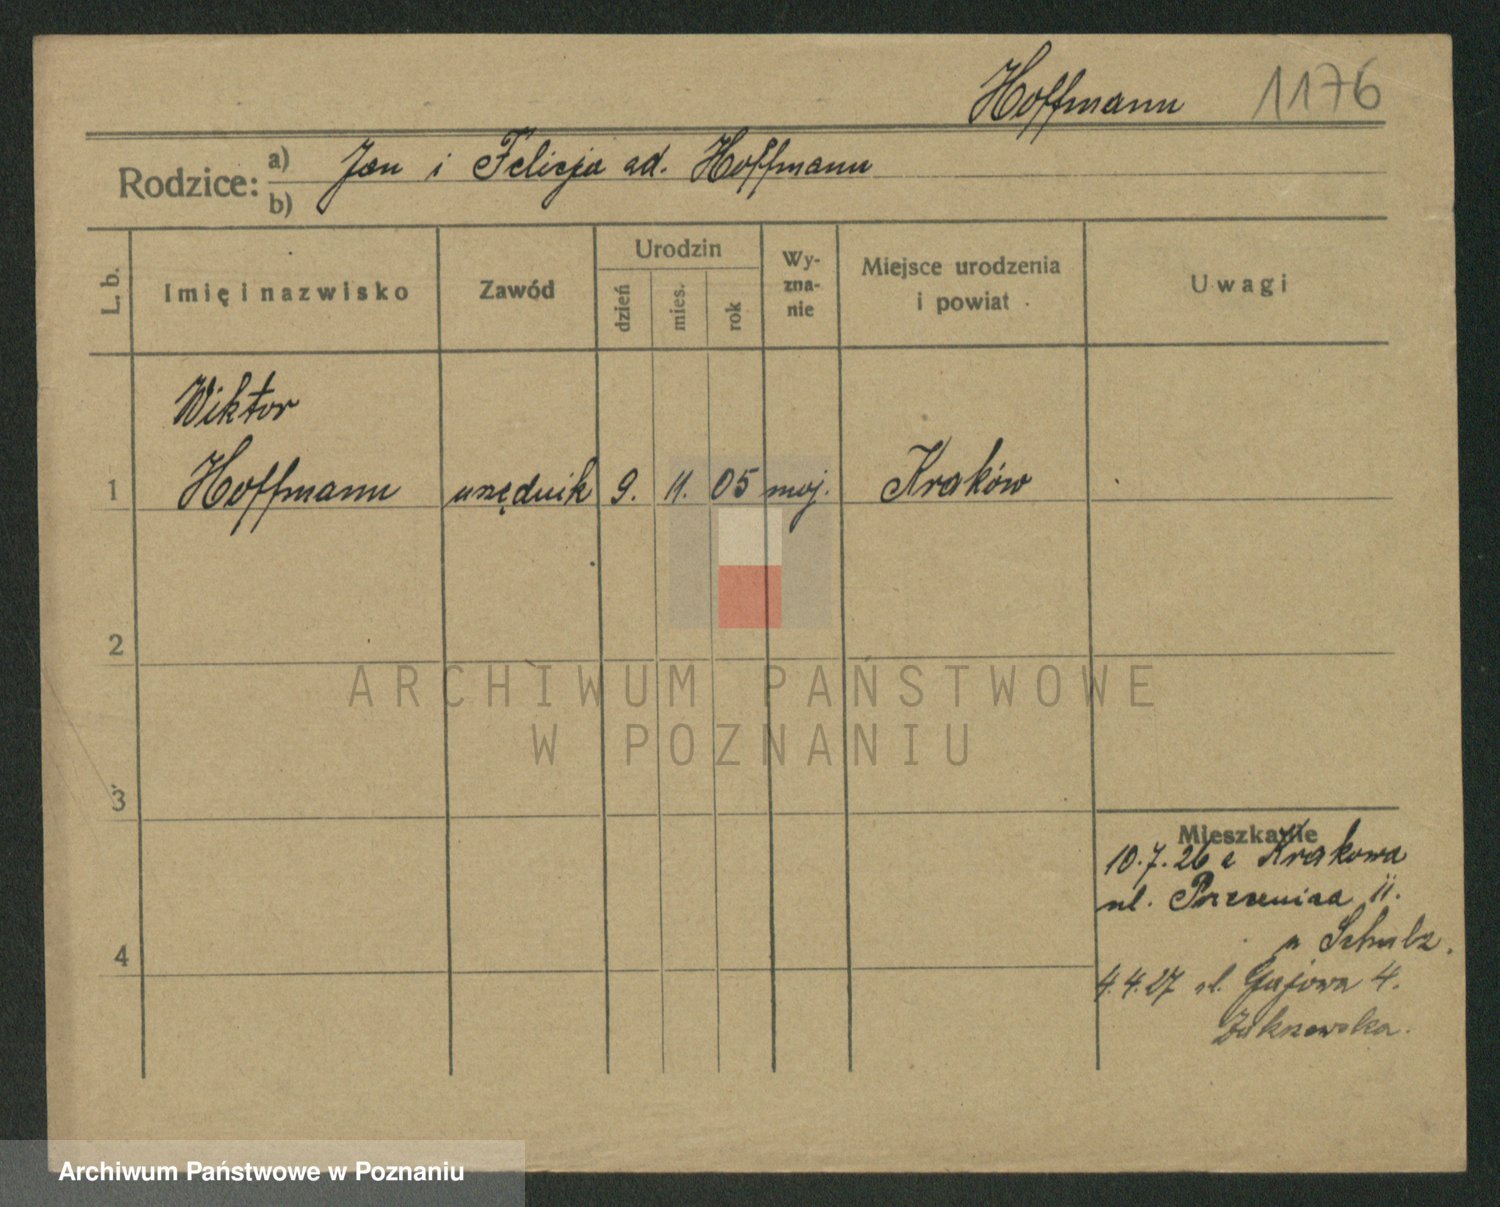 Hoffmann 1176
Rodzice: a) Jan i Felicja zd. Hoffmann
b)
L. b.
Imię i nazwisko
Zawód
Urodzin
dzień
mies.
rok
Wy-
zna-
nie
Miejsce urodzenia
i powiat
Uwagi
Wiktor
1 Hoffmann urzędnik 9. 11. 05 moj. Kraków
2
3
4
Mieszkanie
10.7.26 z Krakowa
ul. 11.
u Schulz.
4.4.27 ul. Gajowa 4.
Zakrzewska.
ARCHIWUM PAŃSTWOWE
W POZNANIU
Archiwum Państwowe w Poznaniu